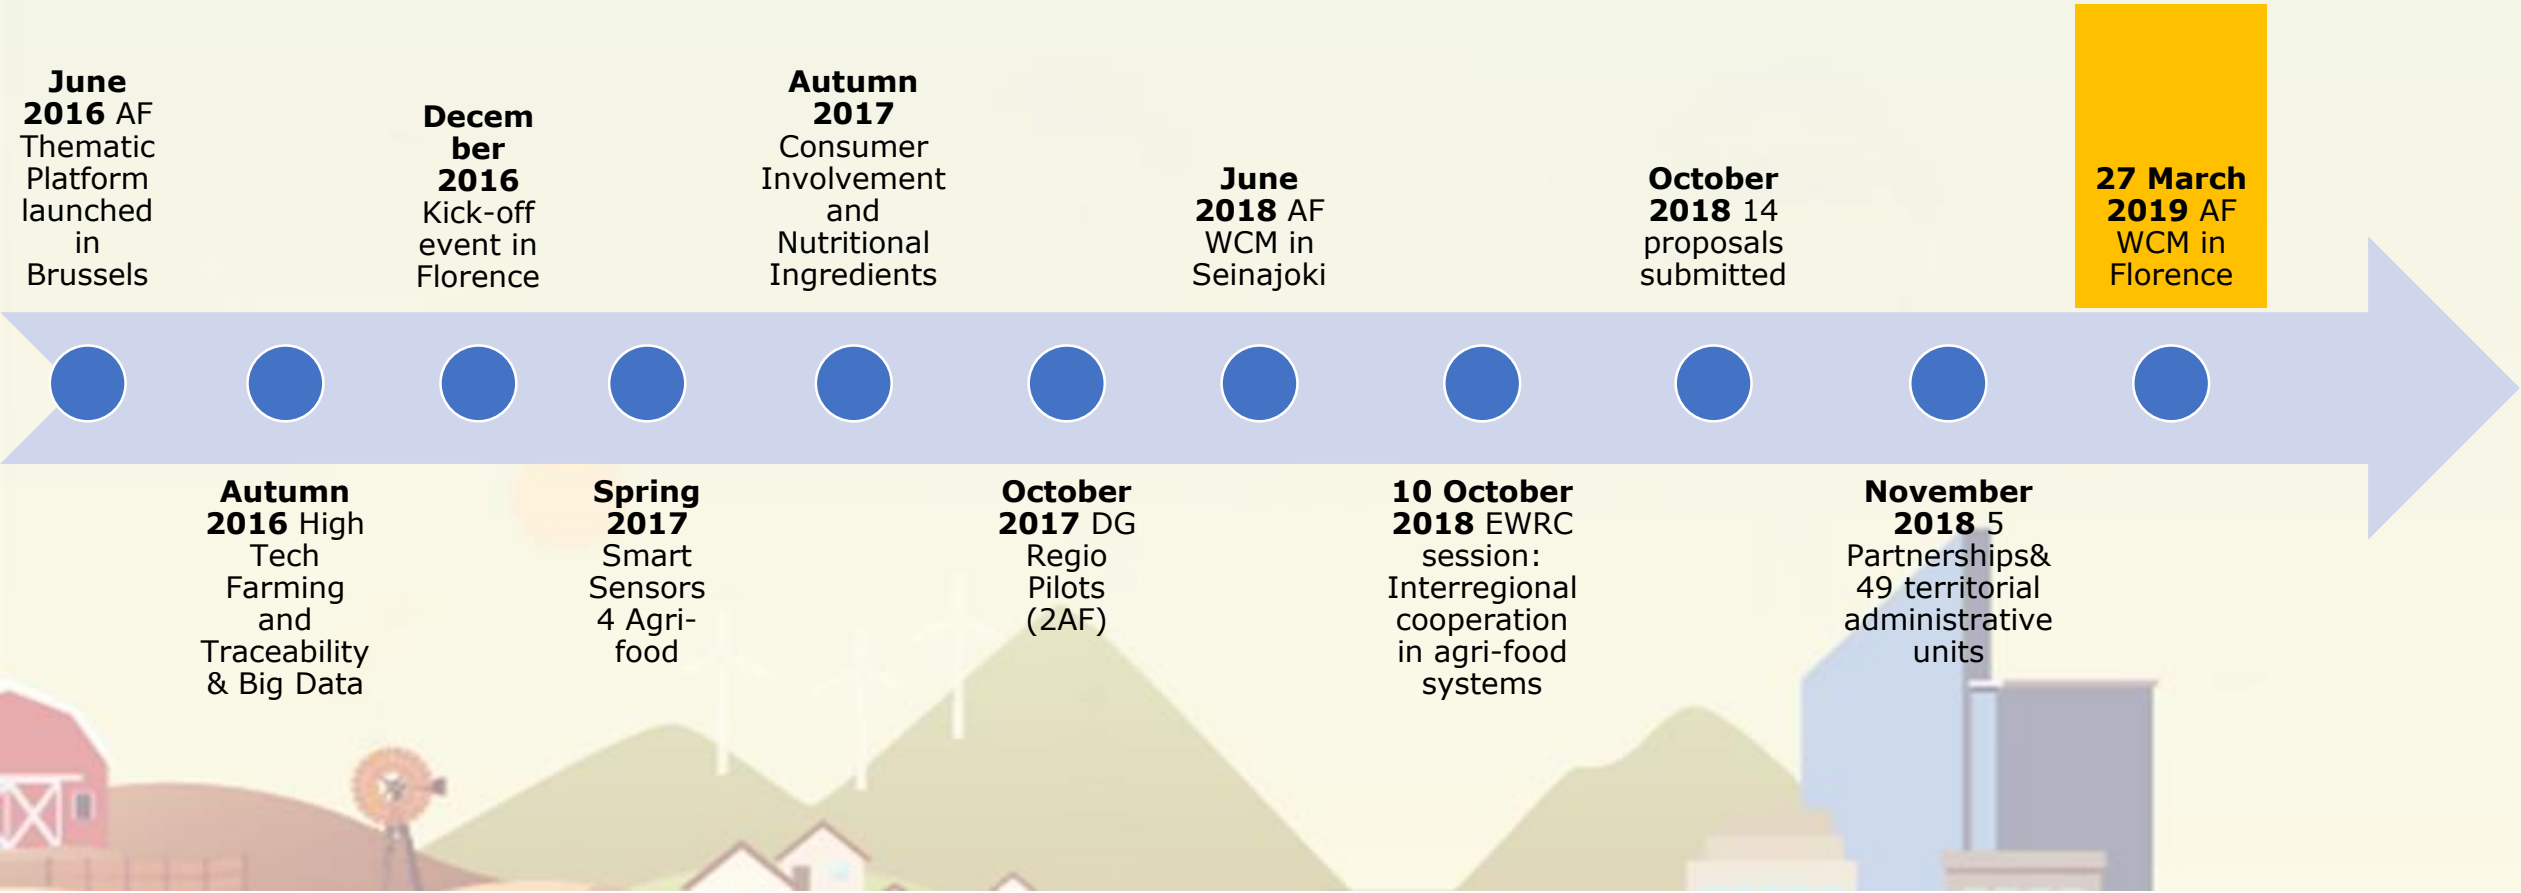 June
2016 AF
Thematic
Platform
launched
in
Brussels
Autumn
2016 High
Tech
Farming
and
Traceability
& Big Data
Decem
ber
2016
Kick-off
event in
Florence
Spring
2017
Smart
Sensors
4 Agri-
food
Autumn
2017
Consumer
Involvement
and
Nutritional
Ingredients
October
2017 DG
Regio
Pilots
(2AF)
June
2018 AF
WCM in
Seinajoki
10 October
2018 EWRC
session:
Interregional
cooperation
in agri-food
systems
October
2018 14
proposals
submitted
November
2018 5
Partnerships&
49 territorial
administrative
units
27 March
2019 AF
WCM in
Florence